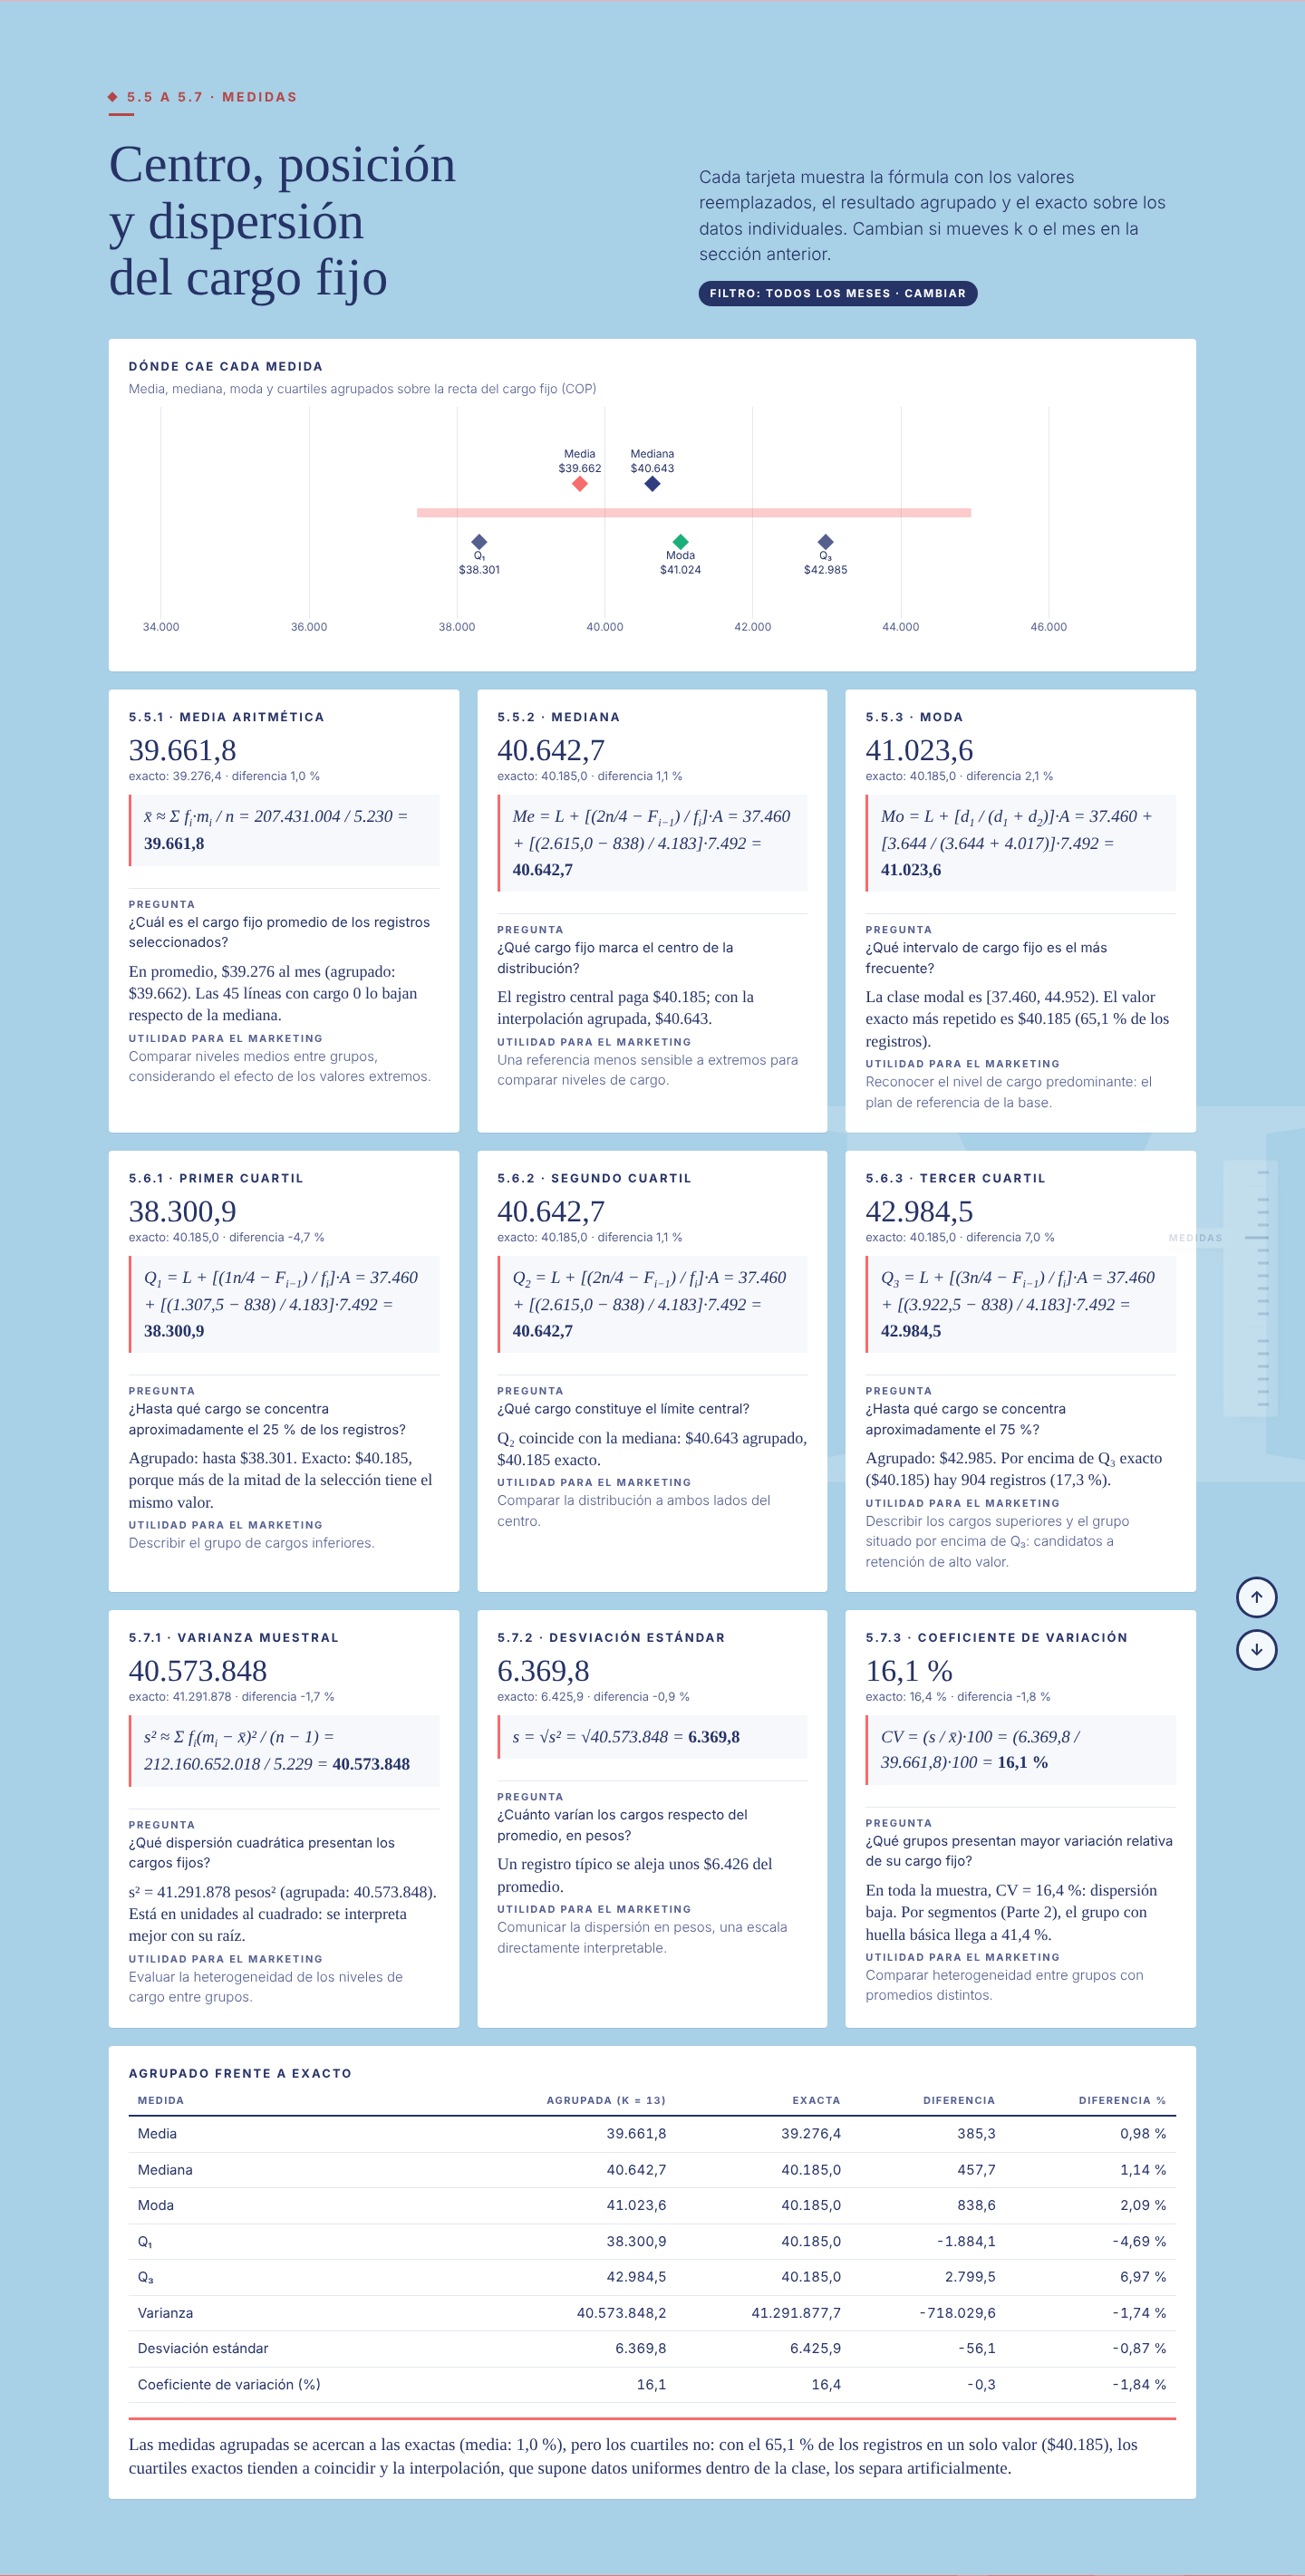 ◆ 5.5 A 5.7 · MEDIDAS
Centro, posición
y dispersión
del cargo fijo
Cada tarjeta muestra la fórmula con los valores
reemplazados, el resultado agrupado y el exacto sobre los
datos individuales. Cambian si mueves k o el mes en la
sección anterior.
FILTRO: TODOS LOS MESES · CAMBIAR
DÓNDE CAE CADA MEDIDA
Media, mediana, moda y cuartiles agrupados sobre la recta del cargo fijo (COP)
Media Mediana
$39.662 $40.643
Q₁ Moda Q₃
$38.301 $41.024 $42.985
34.000 36.000 38.000 40.000 42.000 44.000 46.000
5.5.1 · MEDIA ARITMÉTICA
39.661,8
exacto: 39.276,4 · diferencia 1,0 %
x̄ ≈ Σ fᵢ·mᵢ / n = 207.431.004 / 5.230 =
39.661,8
PREGUNTA
¿Cuál es el cargo fijo promedio de los registros
seleccionados?
En promedio, $39.276 al mes (agrupado:
$39.662). Las 45 líneas con cargo 0 lo bajan
respecto de la mediana.
UTILIDAD PARA EL MARKETING
Comparar niveles medios entre grupos,
considerando el efecto de los valores extremos.
5.5.2 · MEDIANA
40.642,7
exacto: 40.185,0 · diferencia 1,1 %
Me = L + [(2n/4 − Fᵢ₋₁) / fᵢ]·A = 37.460
+ [(2.615,0 − 838) / 4.183]·7.492 =
40.642,7
PREGUNTA
¿Qué cargo fijo marca el centro de la
distribución?
El registro central paga $40.185; con la
interpolación agrupada, $40.643.
UTILIDAD PARA EL MARKETING
Una referencia menos sensible a extremos para
comparar niveles de cargo.
5.5.3 · MODA
41.023,6
exacto: 40.185,0 · diferencia 2,1 %
Mo = L + [d₁ / (d₁ + d₂)]·A = 37.460 +
[3.644 / (3.644 + 4.017)]·7.492 =
41.023,6
PREGUNTA
¿Qué intervalo de cargo fijo es el más
frecuente?
La clase modal es [37.460, 44.952). El valor
exacto más repetido es $40.185 (65,1 % de los
registros).
UTILIDAD PARA EL MARKETING
Reconocer el nivel de cargo predominante: el
plan de referencia de la base.
5.6.1 · PRIMER CUARTIL
38.300,9
exacto: 40.185,0 · diferencia -4,7 %
Q₁ = L + [(1n/4 − Fᵢ₋₁) / fᵢ]·A = 37.460
+ [(1.307,5 − 838) / 4.183]·7.492 =
38.300,9
PREGUNTA
¿Hasta qué cargo se concentra
aproximadamente el 25 % de los registros?
Agrupado: hasta $38.301. Exacto: $40.185,
porque más de la mitad de la selección tiene el
mismo valor.
UTILIDAD PARA EL MARKETING
Describir el grupo de cargos inferiores.
5.6.2 · SEGUNDO CUARTIL
40.642,7
exacto: 40.185,0 · diferencia 1,1 %
Q₂ = L + [(2n/4 − Fᵢ₋₁) / fᵢ]·A = 37.460
+ [(2.615,0 − 838) / 4.183]·7.492 =
40.642,7
PREGUNTA
¿Qué cargo constituye el límite central?
Q₂ coincide con la mediana: $40.643 agrupado,
$40.185 exacto.
UTILIDAD PARA EL MARKETING
Comparar la distribución a ambos lados del
centro.
5.6.3 · TERCER CUARTIL
42.984,5
exacto: 40.185,0 · diferencia 7,0 %
Q₃ = L + [(3n/4 − Fᵢ₋₁) / fᵢ]·A = 37.460
+ [(3.922,5 − 838) / 4.183]·7.492 =
42.984,5
PREGUNTA
¿Hasta qué cargo se concentra
aproximadamente el 75 %?
Agrupado: $42.985. Por encima de Q₃ exacto
($40.185) hay 904 registros (17,3 %).
UTILIDAD PARA EL MARKETING
Describir los cargos superiores y el grupo
situado por encima de Q₃: candidatos a
retención de alto valor.
MEDIDAS
↑
↓
5.7.1 · VARIANZA MUESTRAL
40.573.848
exacto: 41.291.878 · diferencia -1,7 %
s² ≈ Σ fᵢ(mᵢ − x̄)² / (n − 1) =
212.160.652.018 / 5.229 = 40.573.848
PREGUNTA
¿Qué dispersión cuadrática presentan los
cargos fijos?
s² = 41.291.878 pesos² (agrupada: 40.573.848).
Está en unidades al cuadrado: se interpreta
mejor con su raíz.
UTILIDAD PARA EL MARKETING
Evaluar la heterogeneidad de los niveles de
cargo entre grupos.
5.7.2 · DESVIACIÓN ESTÁNDAR
6.369,8
exacto: 6.425,9 · diferencia -0,9 %
s = √s² = √40.573.848 = 6.369,8
PREGUNTA
¿Cuánto varían los cargos respecto del
promedio, en pesos?
Un registro típico se aleja unos $6.426 del
promedio.
UTILIDAD PARA EL MARKETING
Comunicar la dispersión en pesos, una escala
directamente interpretable.
5.7.3 · COEFICIENTE DE VARIACIÓN
16,1 %
exacto: 16,4 % · diferencia -1,8 %
CV = (s / x̄)·100 = (6.369,8 /
39.661,8)·100 = 16,1 %
PREGUNTA
¿Qué grupos presentan mayor variación relativa
de su cargo fijo?
En toda la muestra, CV = 16,4 %: dispersión
baja. Por segmentos (Parte 2), el grupo con
huella básica llega a 41,4 %.
UTILIDAD PARA EL MARKETING
Comparar heterogeneidad entre grupos con
promedios distintos.
AGRUPADO FRENTE A EXACTO
MEDIDA AGRUPADA (K = 13) EXACTA DIFERENCIA DIFERENCIA %
Media 39.661,8 39.276,4 385,3 0,98 %
Mediana 40.642,7 40.185,0 457,7 1,14 %
Moda 41.023,6 40.185,0 838,6 2,09 %
Q₁ 38.300,9 40.185,0 -1.884,1 -4,69 %
Q₃ 42.984,5 40.185,0 2.799,5 6,97 %
Varianza 40.573.848,2 41.291.877,7 -718.029,6 -1,74 %
Desviación estándar 6.369,8 6.425,9 -56,1 -0,87 %
Coeficiente de variación (%) 16,1 16,4 -0,3 -1,84 %
Las medidas agrupadas se acercan a las exactas (media: 1,0 %), pero los cuartiles no: con el 65,1 % de los registros en un solo valor ($40.185), los
cuartiles exactos tienden a coincidir y la interpolación, que supone datos uniformes dentro de la clase, los separa artificialmente.